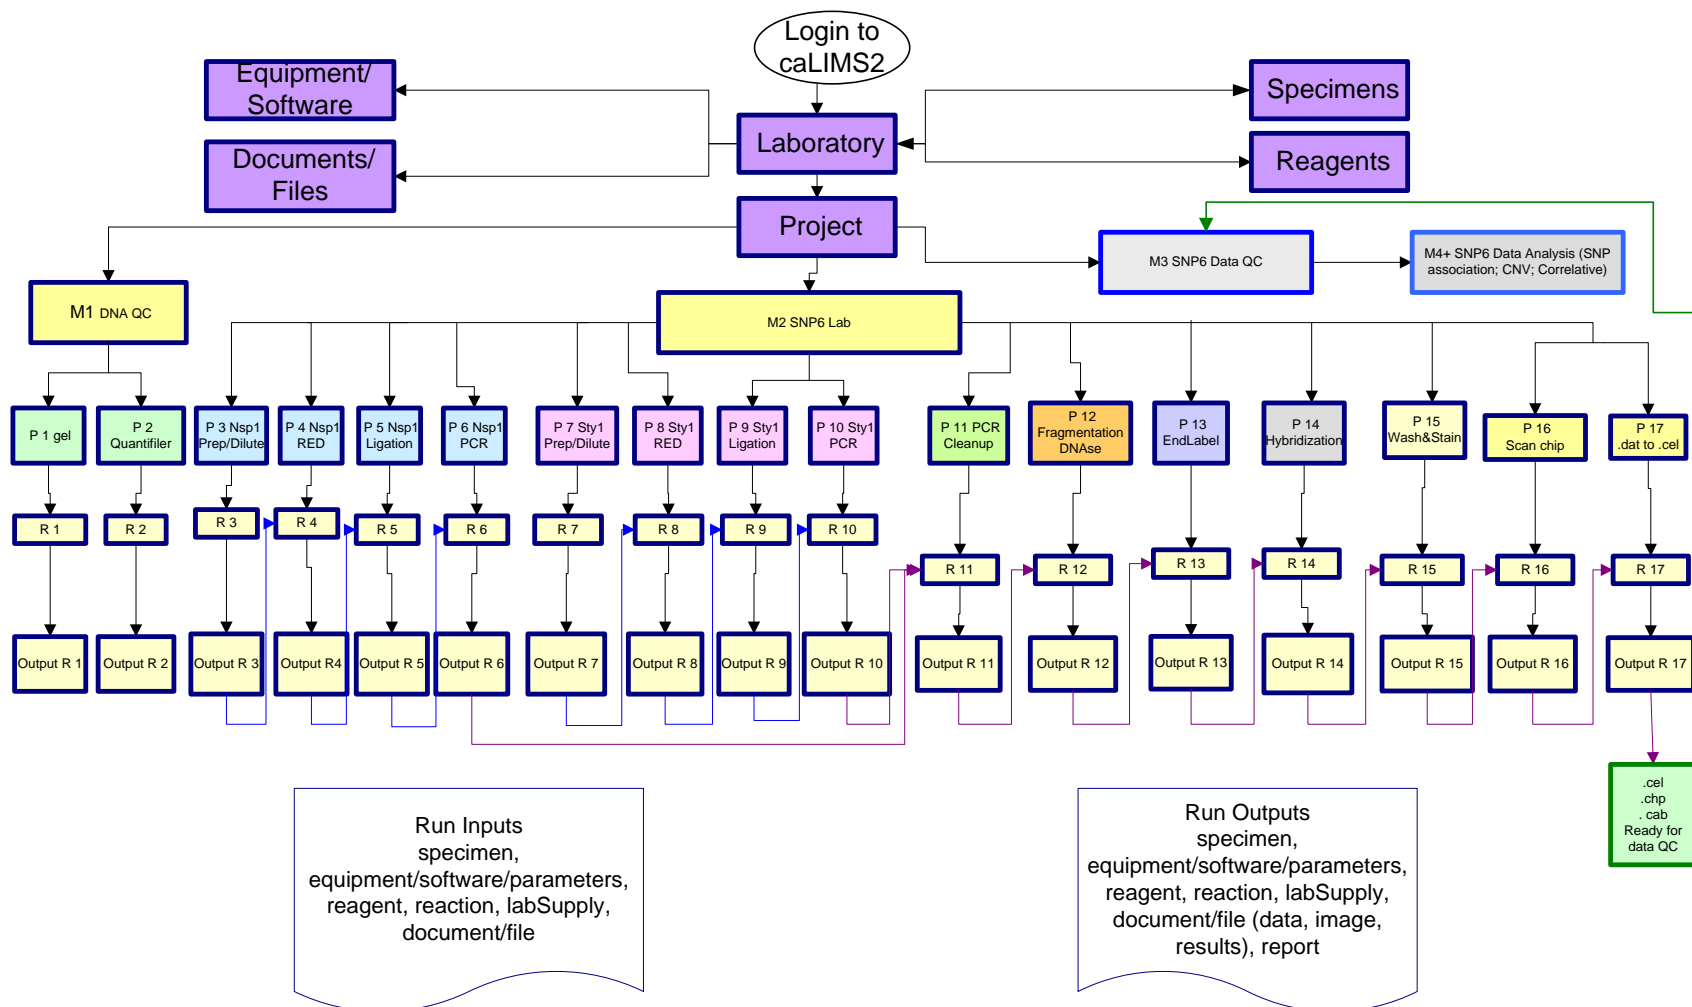 Login to
caLIMS2
Equipment/
Software
Specimens
Laboratory
Documents/
Files
Reagents
Project
M3 SNP6 Data QC
M4+ SNP6 Data Analysis (SNP
association; CNV; Correlative)
M1 DNA QC
M2 SNP6 Lab
P 1 gel
P 2
Quantifiler
P 3 Nsp1
Prep/Dilute
P 4 Nsp1
RED
P 5 Nsp1
Ligation
P 6 Nsp1
PCR
P 7 Sty1
Prep/Dilute
P 8 Sty1
RED
P 9 Sty1
Ligation
P 10 Sty1
PCR
P 11 PCR
Cleanup
P 12
Fragmentation
DNAse
P 13
EndLabel
P 14
Hybridization
P 15
Wash&Stain
P 16
Scan chip
P 17
.dat to .cel
R 1
R 2
R 3
R 4
R 5
R 6
R 7
R 8
R 9
R 10
R 11
R 12
R 13
R 14
R 15
R 16
R 17
Output R 1
Output R 2
Output R 3
Output R4
Output R 5
Output R 6
Output R 7
Output R 8
Output R 9
Output R 10
Output R 11
Output R 12
Output R 13
Output R 14
Output R 15
Output R 16
Output R 17
.cel
.chp
. cab
Ready for
data QC
Run Inputs
specimen,
equipment/software/parameters,
reagent, reaction, labSupply,
document/file
Run Outputs
specimen,
equipment/software/parameters,
reagent, reaction, labSupply,
document/file (data, image,
results), report